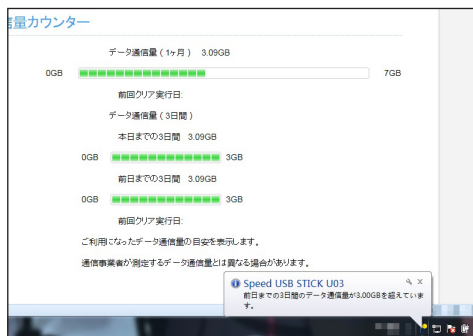 信量カウンター
データ通信量(1ヶ月) 3.09GB
0GB 7GB
前回クリア実行日:
データ通信量(3日間)
本日までの3日間 3.09GB
0GB 3GB
前日までの3日間 3.09GB
0GB 3GB
前回クリア実行日:
ご利用になったデータ通信量の目安を表示します。
通信事業者が測定するデータ通信量とは異なる場合があります。
Speed USB STICK U03
前日までの3日間のデータ通信量が3.00GBを超えていま
す。